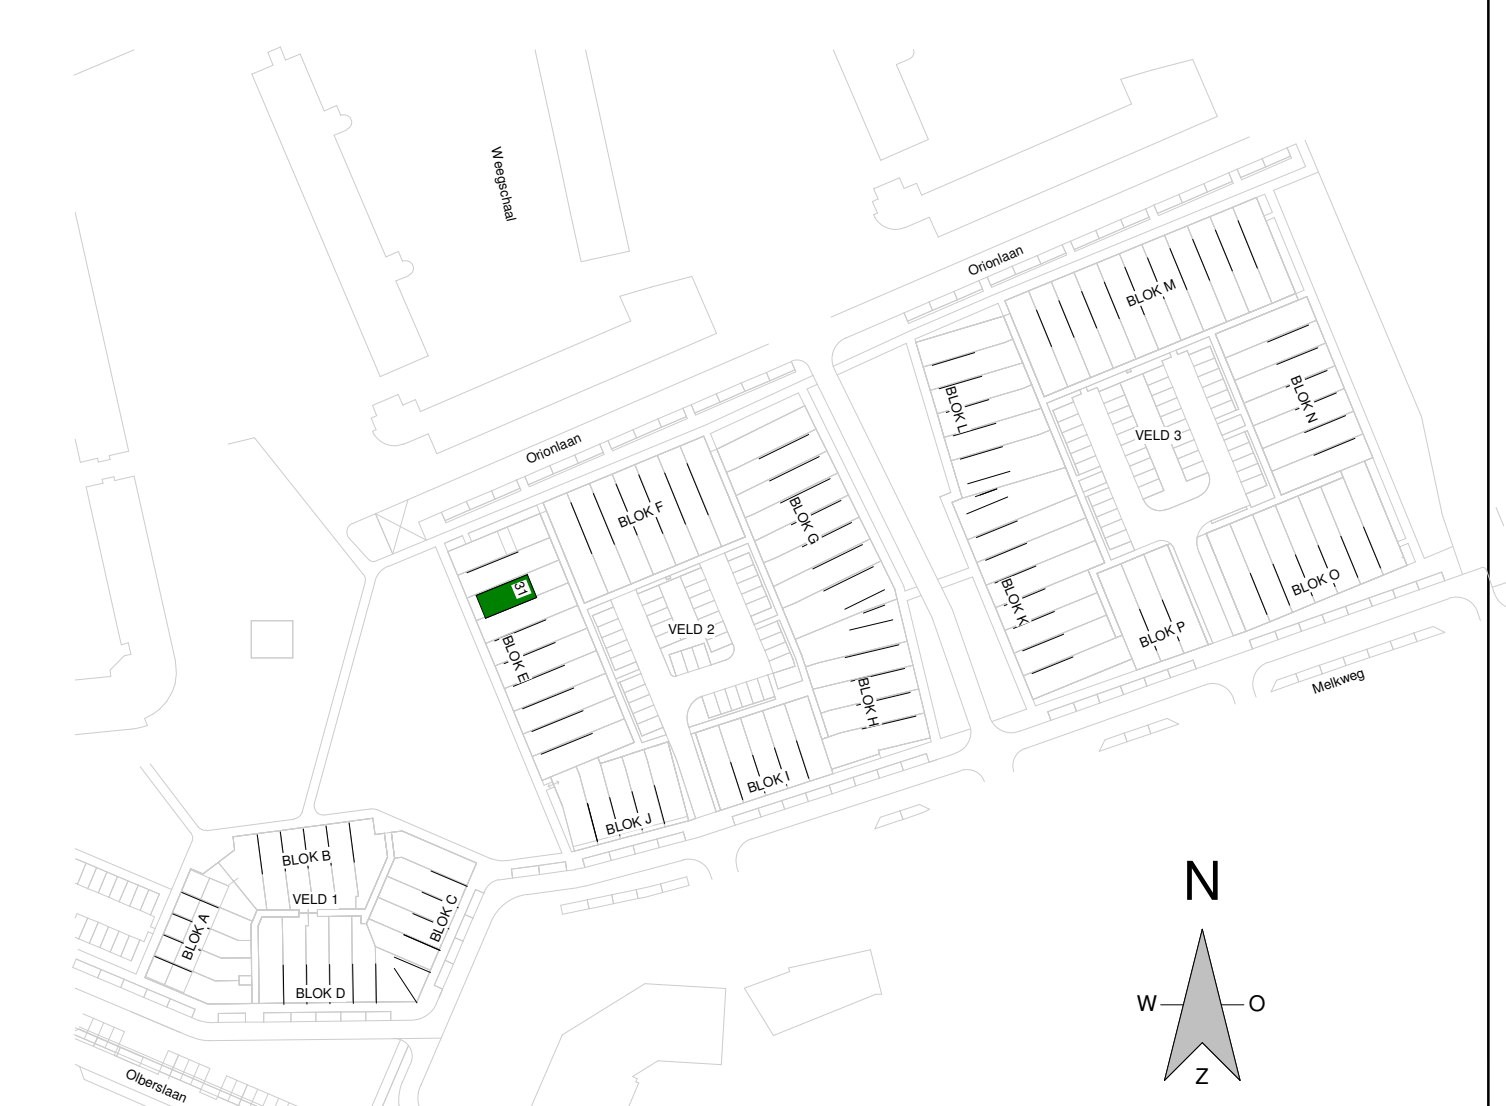 Weegschaal
Orionlaan
BLOK M
BLOK L
BLOK N
VELD 3
Orionlaan
BLOK F
BLOK G
31
BLOK O
BLOK K
VELD 2
BLOK P
BLOK E
Melkweg
BLOK H
BLOK I
BLOK J
BLOK B
VELD 1
BLOK C
BLOK A
BLOK D
Olberslaan
N
W
O
Z